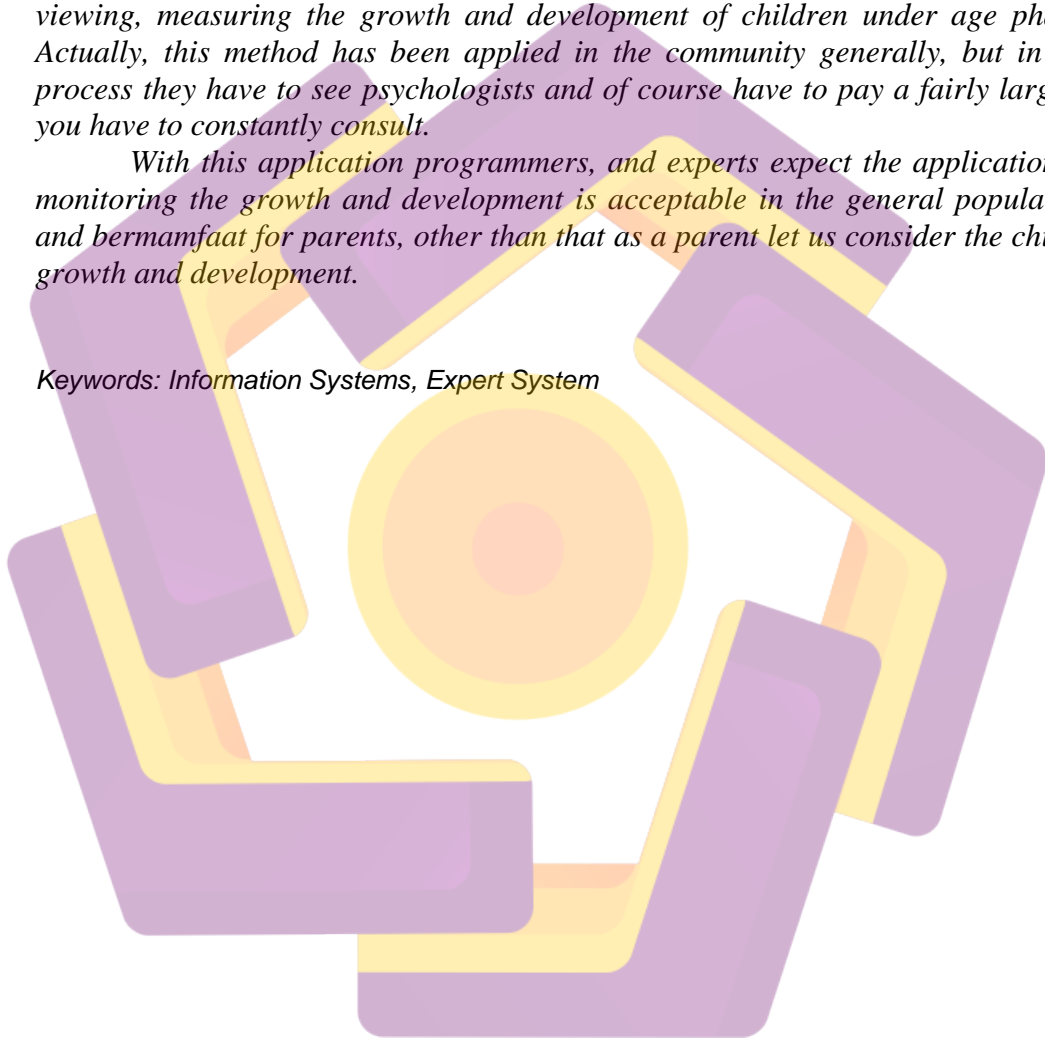 viewing, measuring the growth and development of children under age
Actually, this method has been applied in the community generally, but in
process they have to see psychologists and of course have to pay a fairly
you have to constantly consult.
With this application programmers, and experts expect the application
monitoring the growth and development is acceptable in the general
and bermamfaat for parents, other than that as a parent let us consider the
growth and development.
Keywords: Information Systems, Expert System